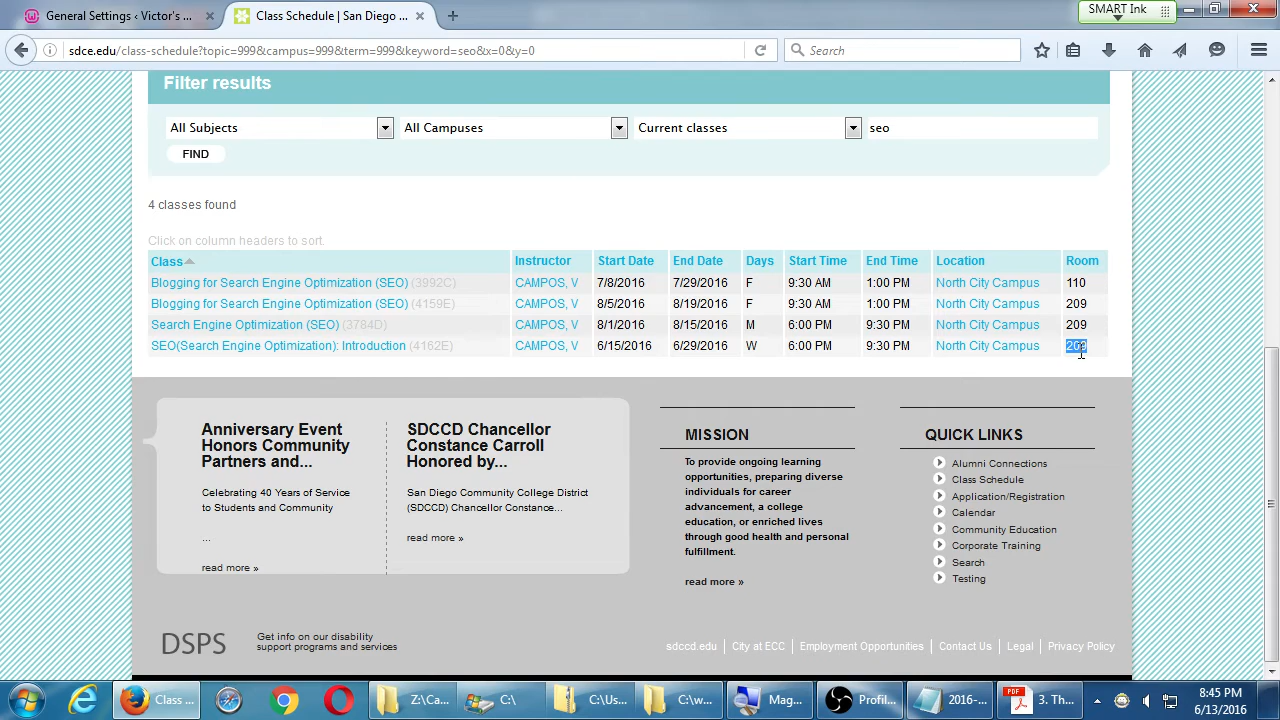 General Settings ‹ Victor's ... ×
Class Schedule | San Diego ... ×
SMART Ink
sdce.edu/class-schedule?topic=999&campus=999&term=999&keyword=seo&x=0&y=0
Search
Filter results
All Subjects All Campuses Current classes seo
FIND
4 classes found
Click on column headers to sort.
Class Instructor Start Date End Date Days Start Time End Time Location Room
Blogging for Search Engine Optimization (SEO) (3992C) CAMPOS, V 7/8/2016 7/29/2016 F 9:30 AM 1:00 PM North City Campus 110
Blogging for Search Engine Optimization (SEO) (4159E) CAMPOS, V 8/5/2016 8/19/2016 F 9:30 AM 1:00 PM North City Campus 209
Search Engine Optimization (SEO) (3784D) CAMPOS, V 8/1/2016 8/15/2016 M 6:00 PM 9:30 PM North City Campus 209
SEO(Search Engine Optimization): Introduction (4162E) CAMPOS, V 6/15/2016 6/29/2016 W 6:00 PM 9:30 PM North City Campus
Anniversary Event
Honors Community
Partners and...
Celebrating 40 Years of Service
to Students and Community
...
read more »
SDCCD Chancellor
Constance Carroll
Honored by...
San Diego Community College District
(SDCCD) Chancellor Constance...
read more »
MISSION
To provide ongoing learning
opportunities, preparing diverse
individuals for career
advancement, a college
education, or enriched lives
through good health and personal
fulfillment.
read more »
QUICK LINKS
Alumni Connections
Class Schedule
Application/Registration
Calendar
Community Education
Corporate Training
Search
Testing
DSPS
Get info on our disability
support programs and services
sdccd.edu City at ECC Employment Opportunities Contact Us Legal Privacy Policy
Class ... Z:\Ca... C:\ C:\Us... C:\w... Mag... Profil... 2016-... 3. Th...
8:45 PM
6/13/2016